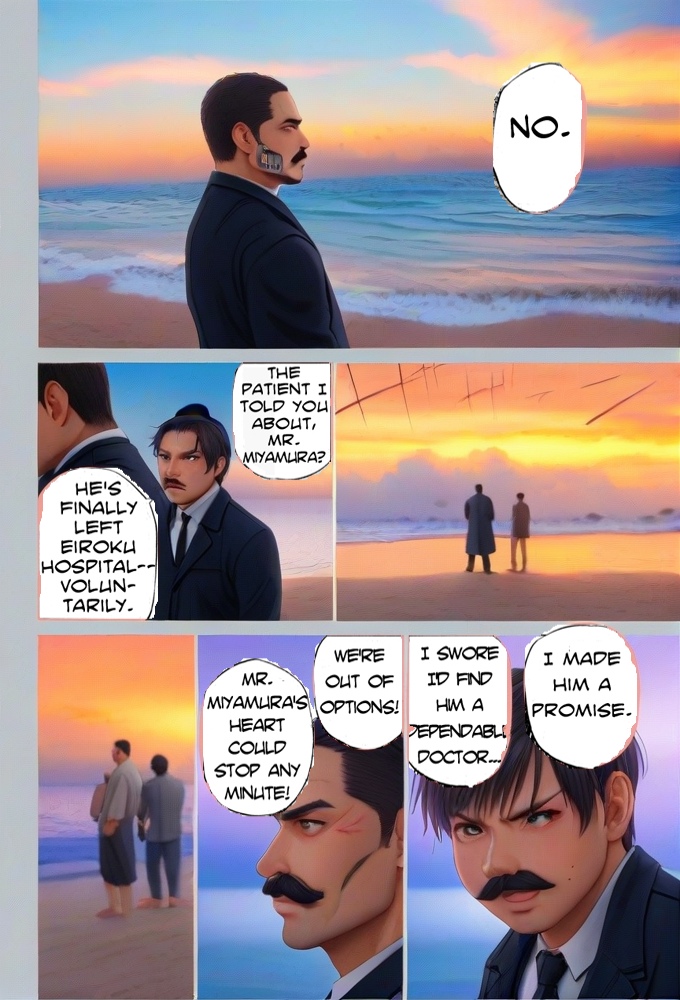 NO.
THE
PATIENT I
TOLD YOU
ABOUT,
MR.
MIYAMURA?
HE'S
FINALLY
LEFT
EIROKU
HOSPITAL--
VOLUN-
TARILY.
I MADE
HIM A
PROMISE.
I SWORE
I'D FIND
HIM A
DEPENDABLE
DOCTOR...
WE'RE
OUT OF
OPTIONS!
MR.
MIYAMURA'S
HEART
COULD
STOP ANY
MINUTE!